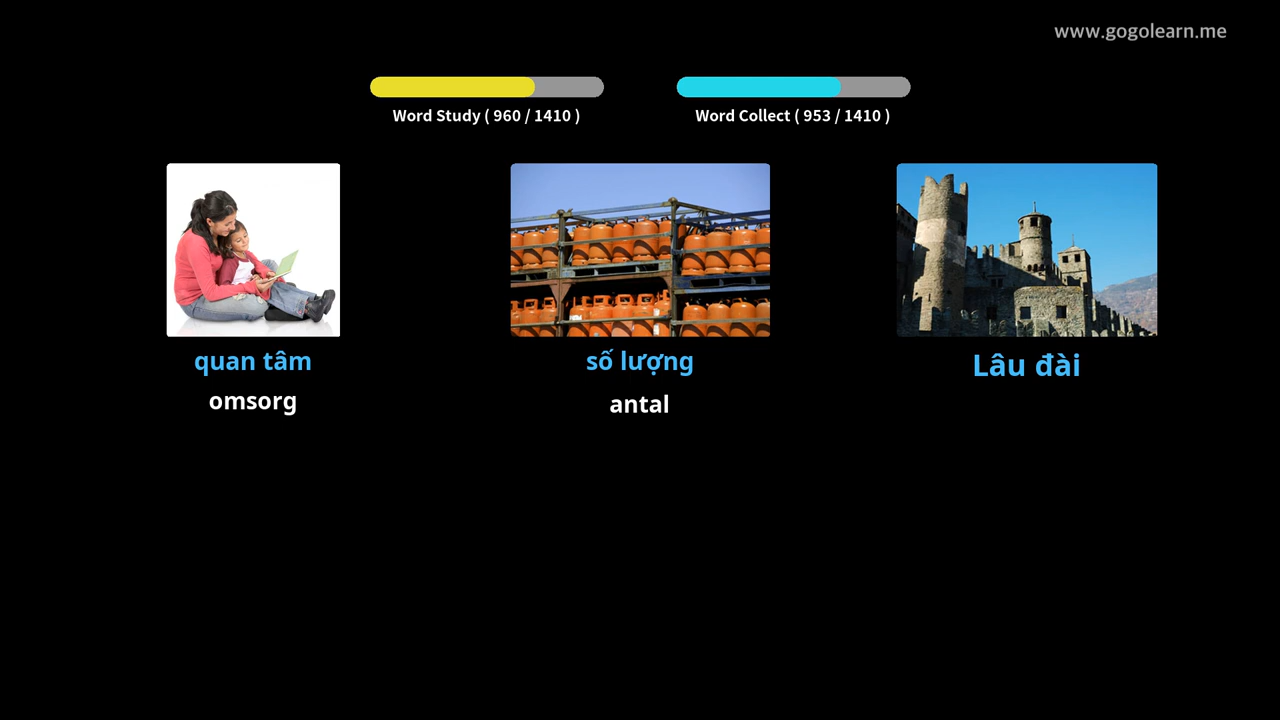 www.gogolearn.me
Word Study ( 960 / 1410 )
Word Collect ( 953 / 1410 )
quan tâm
số lượng
Lâu đài
omsorg
antal